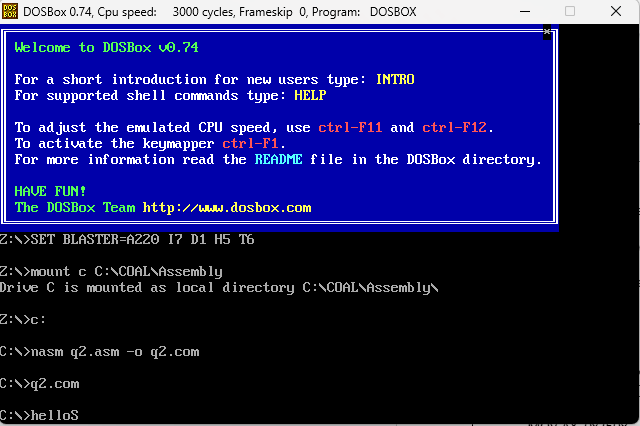 DOSBox 0.74, Cpu speed: 3000 cycles, Frameskip 0, Program: DOSBOX
Welcome to DOSBox v0.74
For a short introduction for new users type: INTRO
For supported shell commands type: HELP
To adjust the emulated CPU speed, use ctrl-F11 and ctrl-F12.
To activate the keymapper ctrl-F1.
For more information read the README file in the DOSBox directory.
HAVE FUN!
The DOSBox Team http://www.dosbox.com
Z:\>SET BLASTER=A220 I7 D1 H5 T6
Z:\>mount c C:\COAL\Assembly
Drive C is mounted as local directory C:\COAL\Assembly\
Z:\>c:
C:\>nasm q2.asm -o q2.com
C:\>q2.com
C:\>helloS